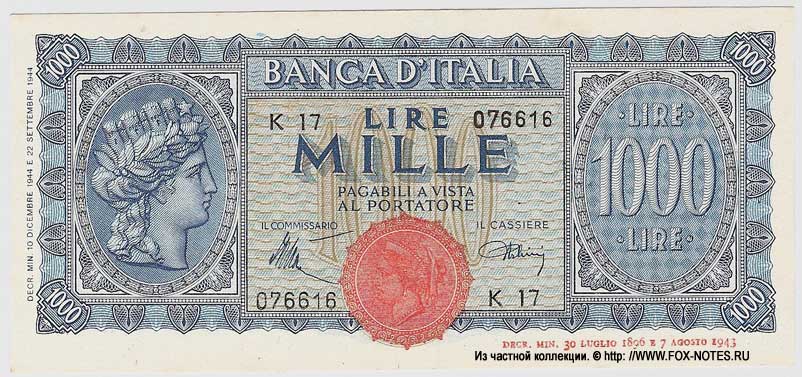 1000
1000
BANCA D'ITALIA
K 17
LIRE
076616
MILLE
PAGABILI A VISTA
AL PORTATORE
IL COMMISSARIO
IL CASSIERE
076616
K 17
·LIRE·
1000
·LIRE·
1000
1000
DECR. MIN. 10 DICEMBRE 1944 E 22 SETTEMBRE 1944
DECR. MIN. 30 LUGLIO 1896 E 7 AGOSTO 1943
Из частной коллекции. © http://WWW.FOX-NOTES.RU